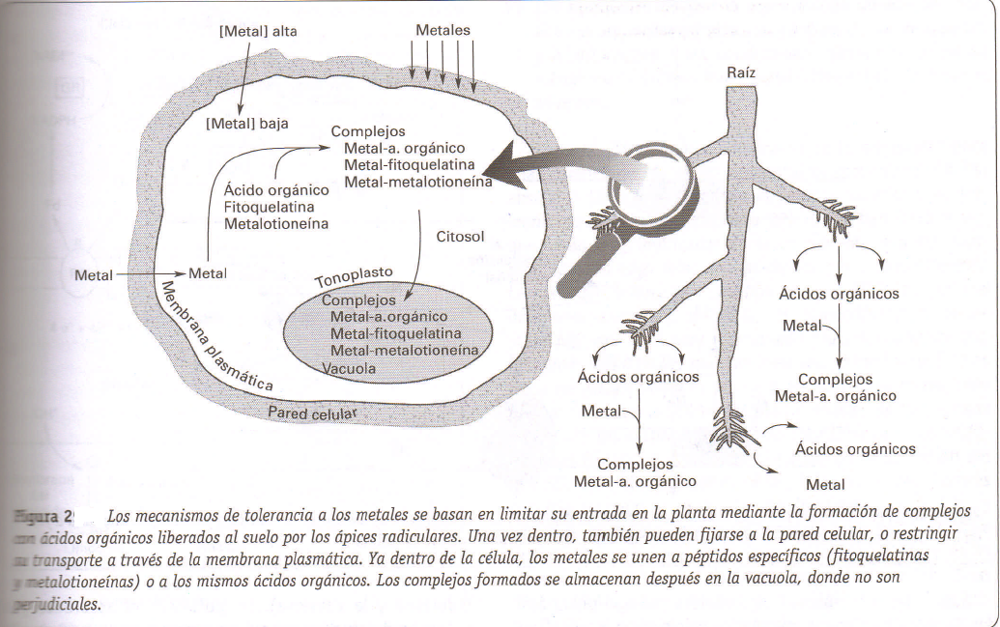 [Metal] alta
Metales
[Metal] baja
Complejos
Metal-a. orgánico
Metal-fitoquelatina
Metal-metalotioneína
Ácido orgánico
Fitoquelatina
Metalotioneína
Citosol
Metal
Metal
Membrana plasmática
Tonoplasto
Complejos
Metal-a.orgánico
Metal-fitoquelatina
Metal-metalotioneína
Vacuola
Pared celular
Raíz
Ácidos orgánicos
Metal
Complejos
Metal-a. orgánico
Ácidos orgánicos
Metal
Complejos
Metal-a. orgánico
Ácidos orgánicos
Metal
Figura 2 Los mecanismos de tolerancia a los metales se basan en limitar su entrada en la planta mediante la formación de complejos
con ácidos orgánicos liberados al suelo por los ápices radiculares. Una vez dentro, también pueden fijarse a la pared celular, o restringir
su transporte a través de la membrana plasmática. Ya dentro de la célula, los metales se unen a péptidos específicos (fitoquelatinas
y metalotioneínas) o a los mismos ácidos orgánicos. Los complejos formados se almacenan después en la vacuola, donde no son
perjudiciales.